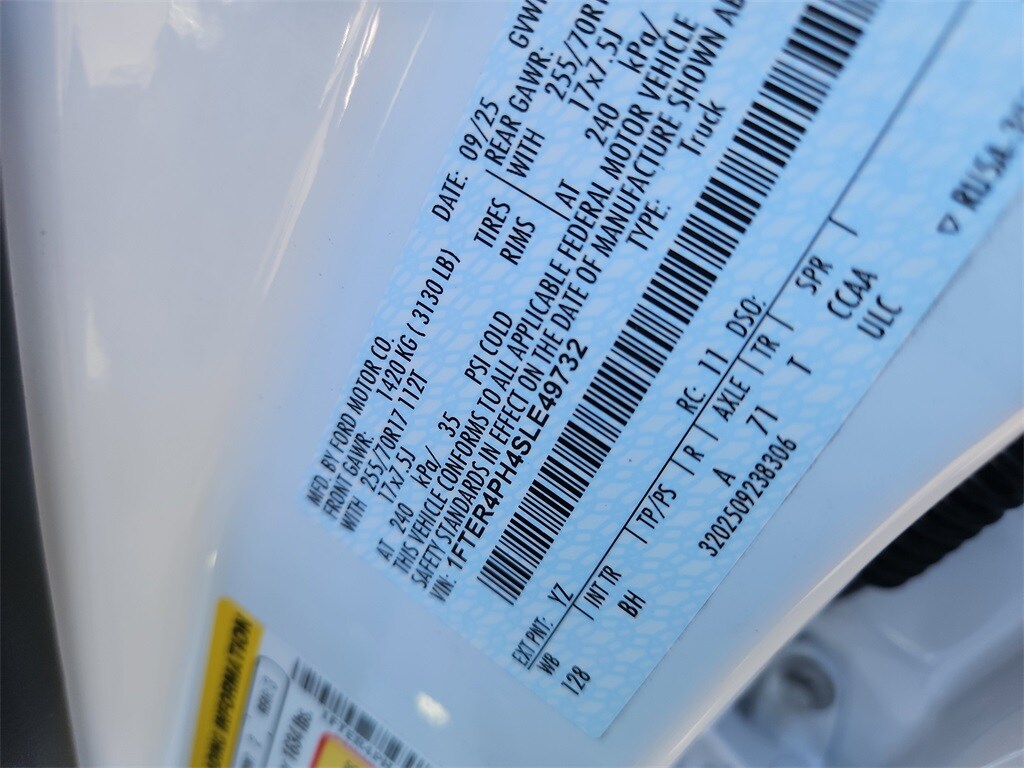 MFD. BY FORD MOTOR CO.
DATE: 09/25
FRONT GAWR: 1420 KG ( 3130 LB)
REAR GAWR:
WITH 255/70R17 112T TIRES WITH
17x7.5J RIMS 17x7.5J
AT 240 kPa/ 35 PSI COLD AT 240 kPa/
THIS VEHICLE CONFORMS TO ALL APPLICABLE FEDERAL MOTOR VEHICLE
SAFETY STANDARDS IN EFFECT ON THE DATE OF MANUFACTURE SHOWN
VIN: 1FTER4PH4SLE49732 TYPE: Truck
EXT PNT: YZ RC: 11 DSO:
WB INT TR TP/PS R AXLE TR SPR
128 BH A 71 T CCAA
3202509238306 ULC
INFORMATION